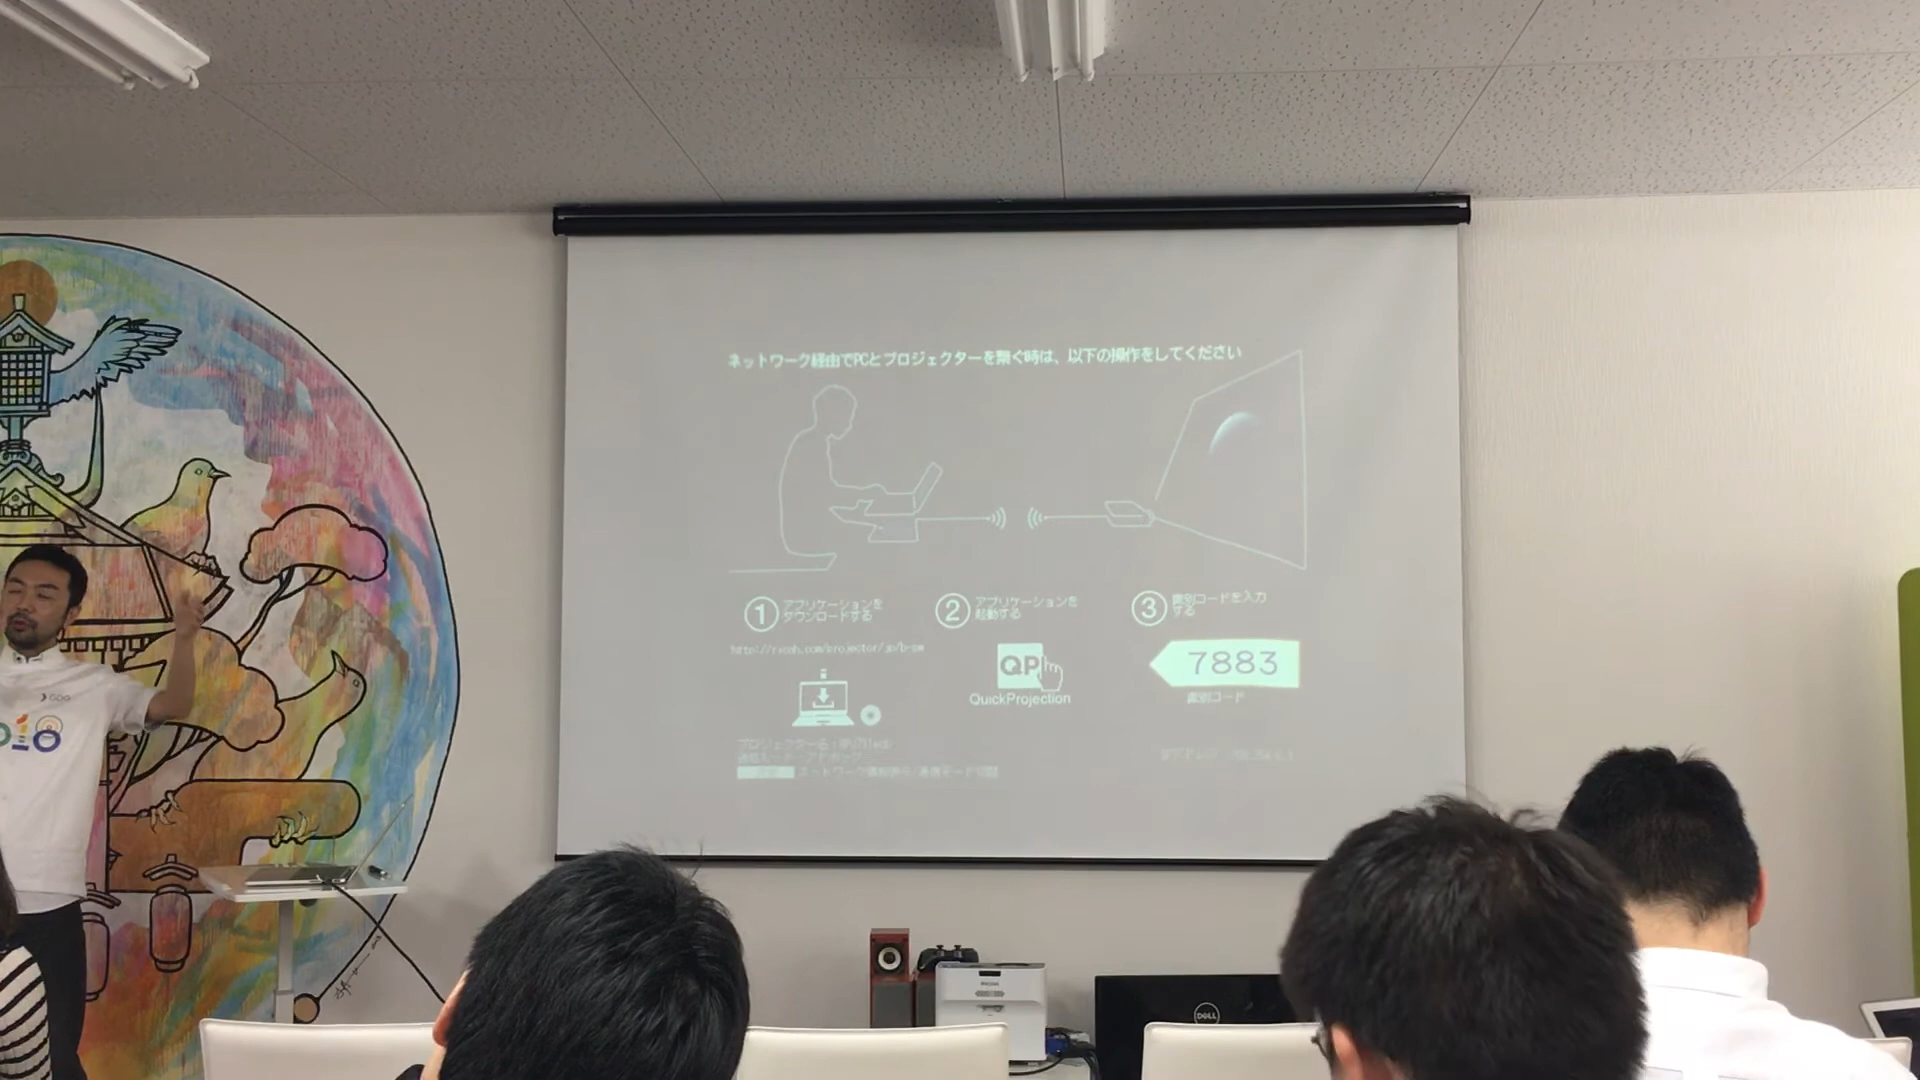 ネットワーク経由でPCとプロジェクターを繋ぐ時は、以下の操作をしてください
① アプリケーションを
ダウンロードする
② アプリケーションを
起動する
③ 識別コードを入力
する
QP
QuickProjection
7883
識別コード
GDG
RICOH
DELL